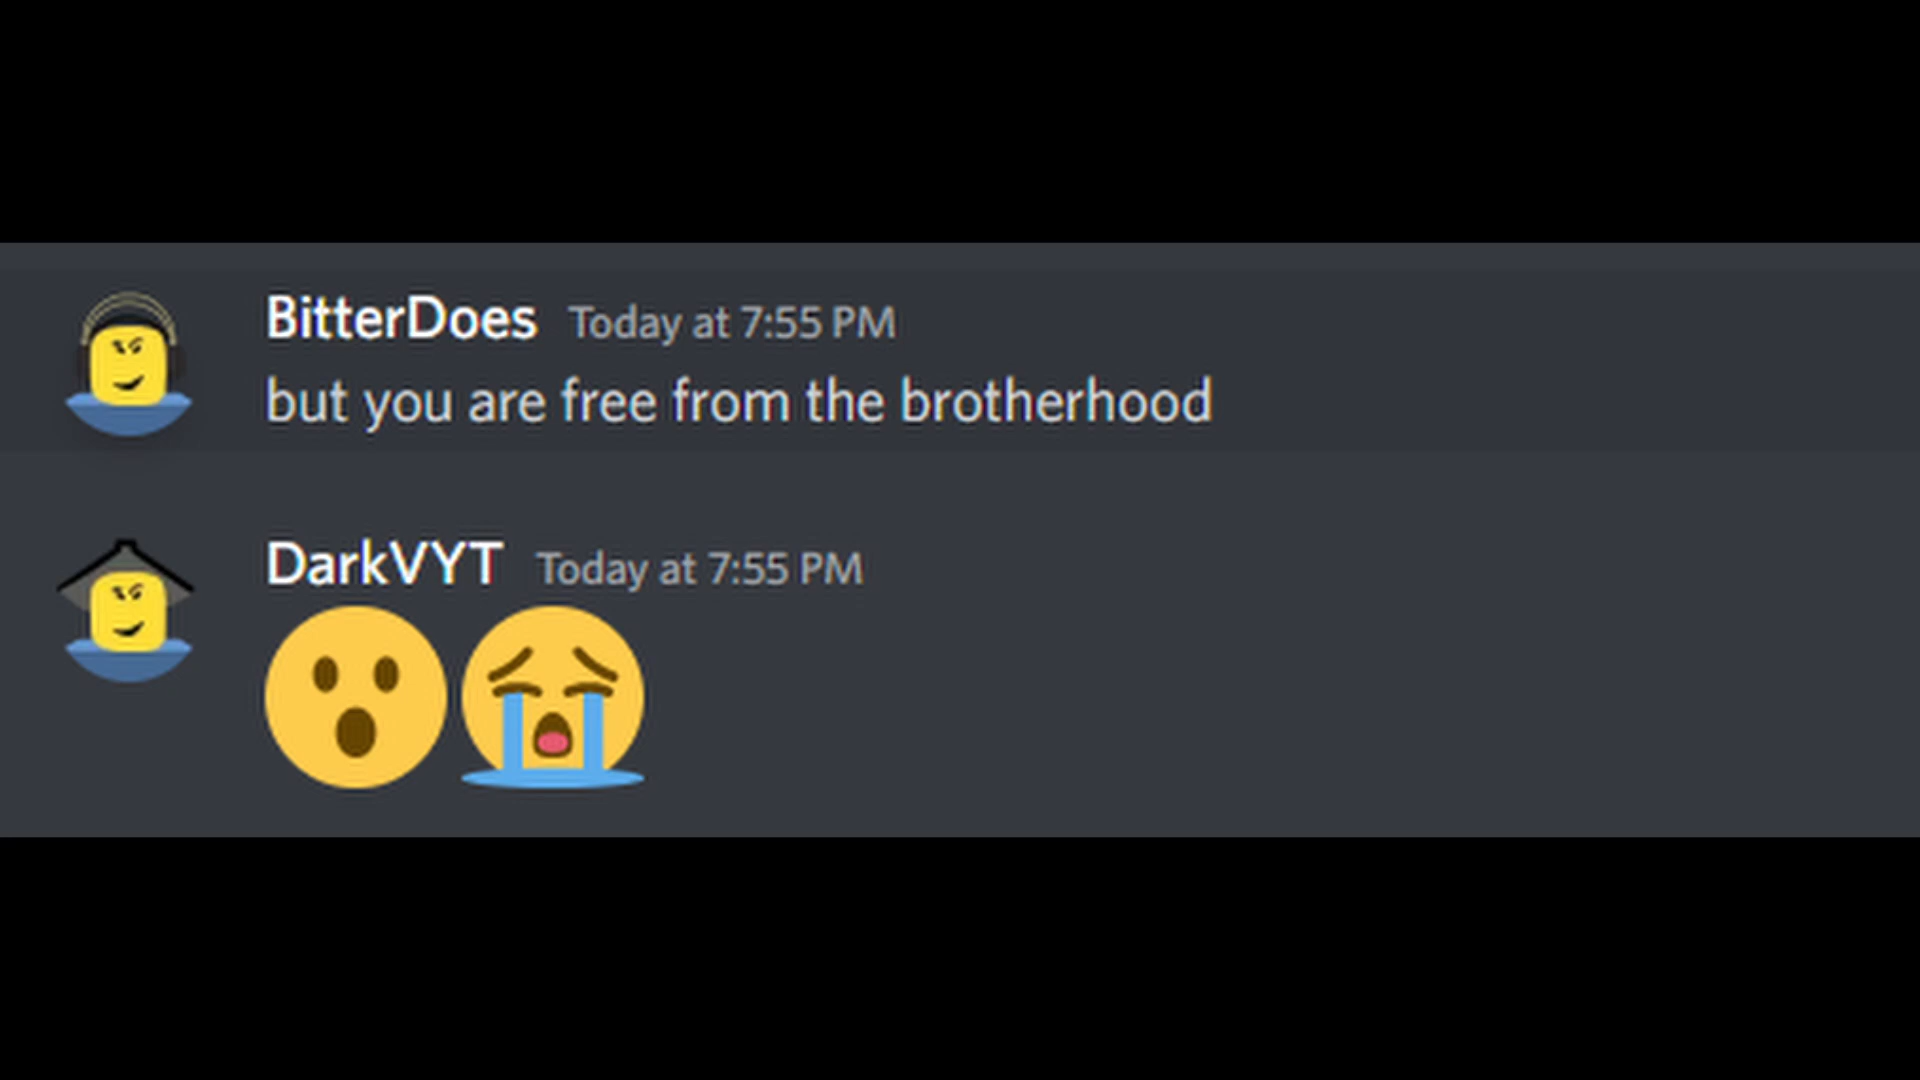 BitterDoes Today at 7:55 PM
but you are free from the brotherhood
DarkVYT Today at 7:55 PM
😮😭